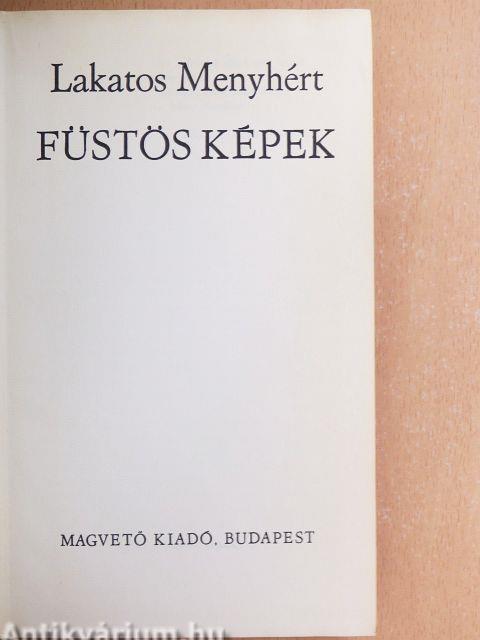 Lakatos Menyhért
FÜSTÖS KÉPEK
MAGVETŐ KIADÓ, BUDAPEST
Antikvárium.hu